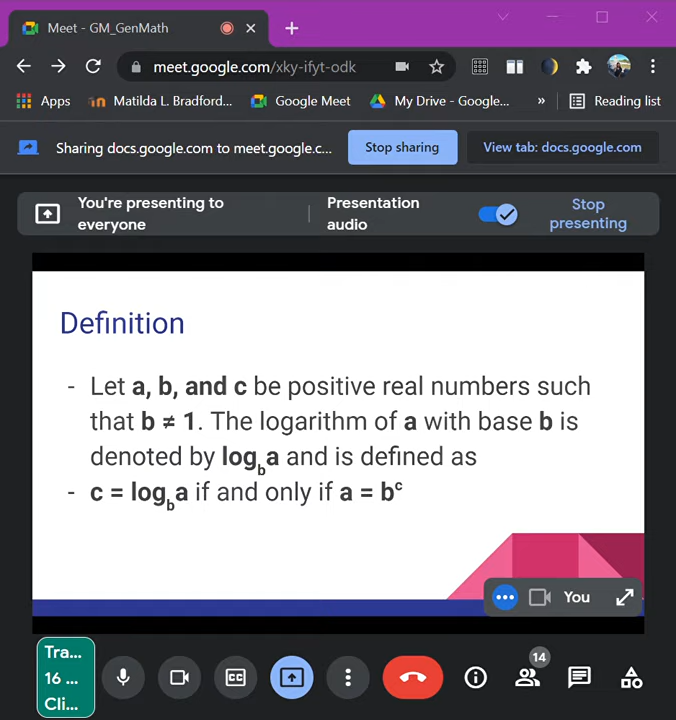 Meet - GM_GenMath
meet.google.com/xky-ifyt-odk
Apps
Matilda L. Bradford...
Google Meet
My Drive - Google...
»
Reading list
Sharing docs.google.com to meet.google.c...
Stop sharing
View tab: docs.google.com
You're presenting to
everyone
Presentation
audio
Stop
presenting
Definition
- Let a, b, and c be positive real numbers such
that b ≠ 1. The logarithm of a with base b is
denoted by log_b a and is defined as
- c = log_b a if and only if a = b^c
You
Tra...
16 ...
Cli...
CC
14